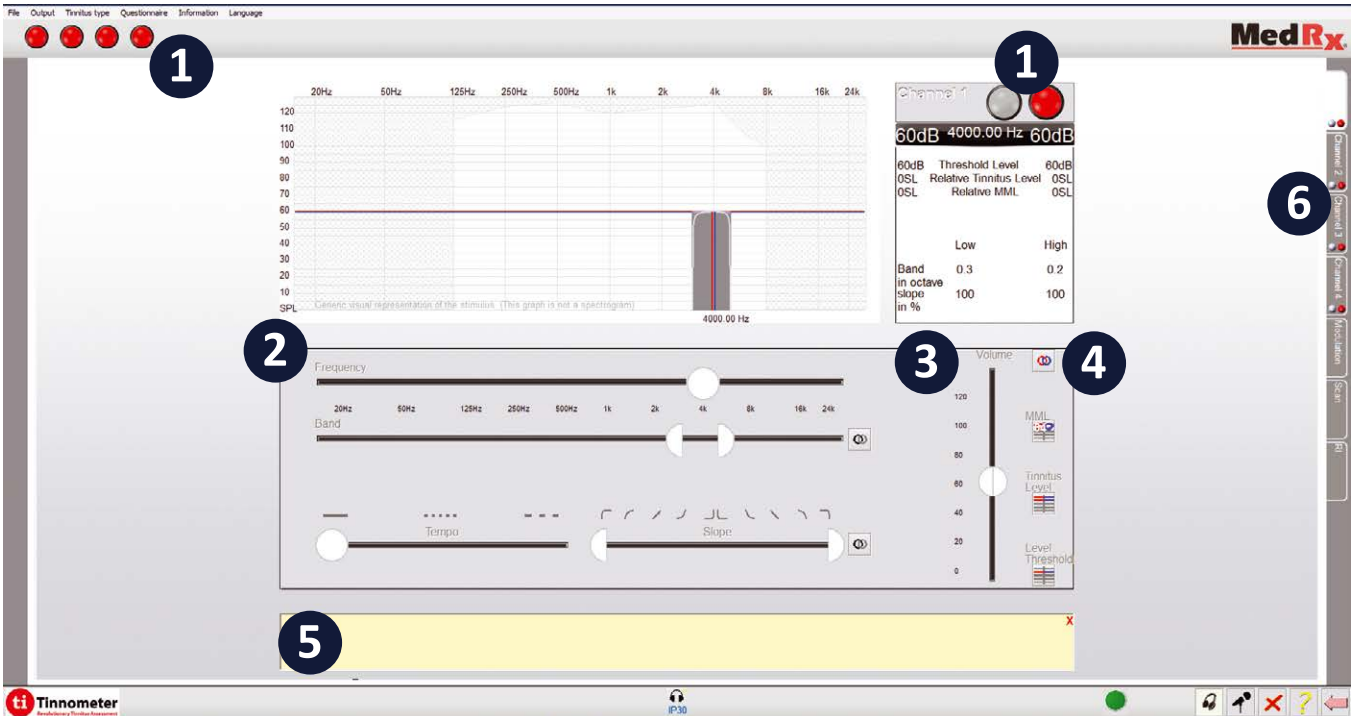 File Output Tinnitus type Questionnaire Information Language
MedRx
1
1
20Hz 50Hz 125Hz 250Hz 500Hz 1k 2k 4k 8k 16k 24k
120
110
100
90
80
70
60
50
40
30
20
10
SPL
Generic visual representation of the stimulus. (This graph is not a spectrogram)
4000.00 Hz
Channel 1
60dB 4000.00 Hz 60dB
60dB Threshold Level 60dB
0SL Relative Tinnitus Level 0SL
0SL Relative MML 0SL
Low High
Band in octave 0.3 0.2
slope in % 100 100
6
Channel 2
Channel 3
Channel 4
Modulation
Scan
RI
2
Frequency
20Hz 50Hz 125Hz 250Hz 500Hz 1k 2k 4k 8k 16k 24k
Band
Tempo
Slope
3
Volume
4
120
100
80
60
40
20
0
MML
Tinnitus
Level
Level
Threshold
5
X
ti Tinnometer
Revolutionary Tinnitus Assessment
IP30
?